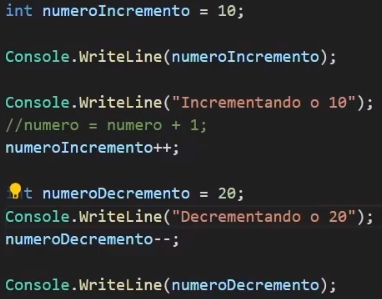 int numeroIncremento = 10;
Console.WriteLine(numeroIncremento);
Console.WriteLine("Incrementando o 10");
//numero = numero + 1;
numeroIncremento++;
int numeroDecremento = 20;
Console.WriteLine("Decrementando o 20");
numeroDecremento--;
Console.WriteLine(numeroDecremento);